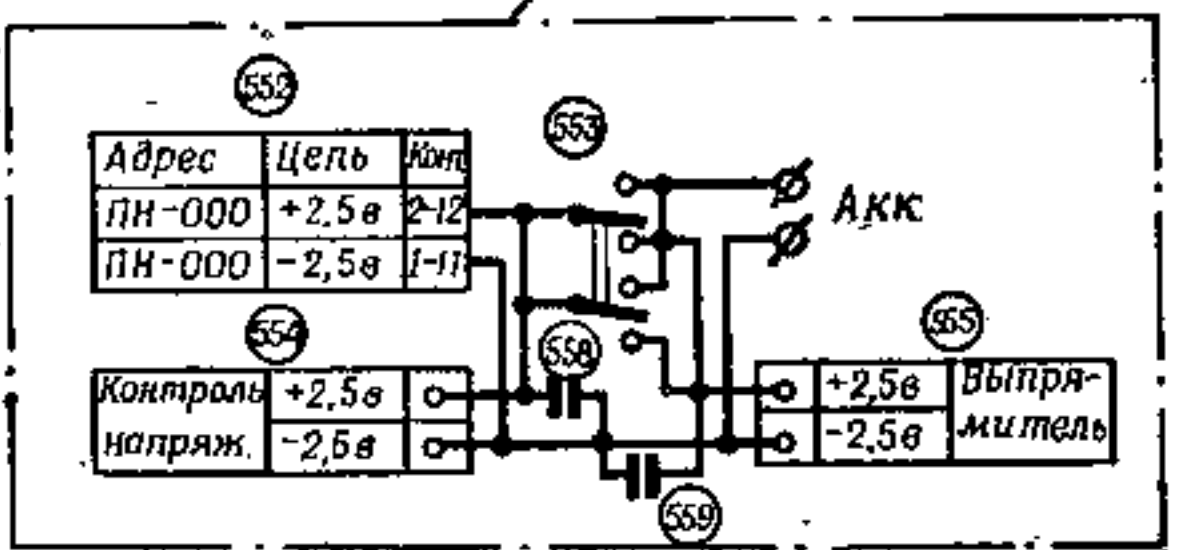 552
553
Адрес Цепь Конт
ПН-000 +2,5в 2-12
ПН-000 -2,5в 1-11
Акк
554
558
565
Контроль напряж.
+2,5в
-2,5в
+2,5в
-2,5в
Выпря-
митель
559